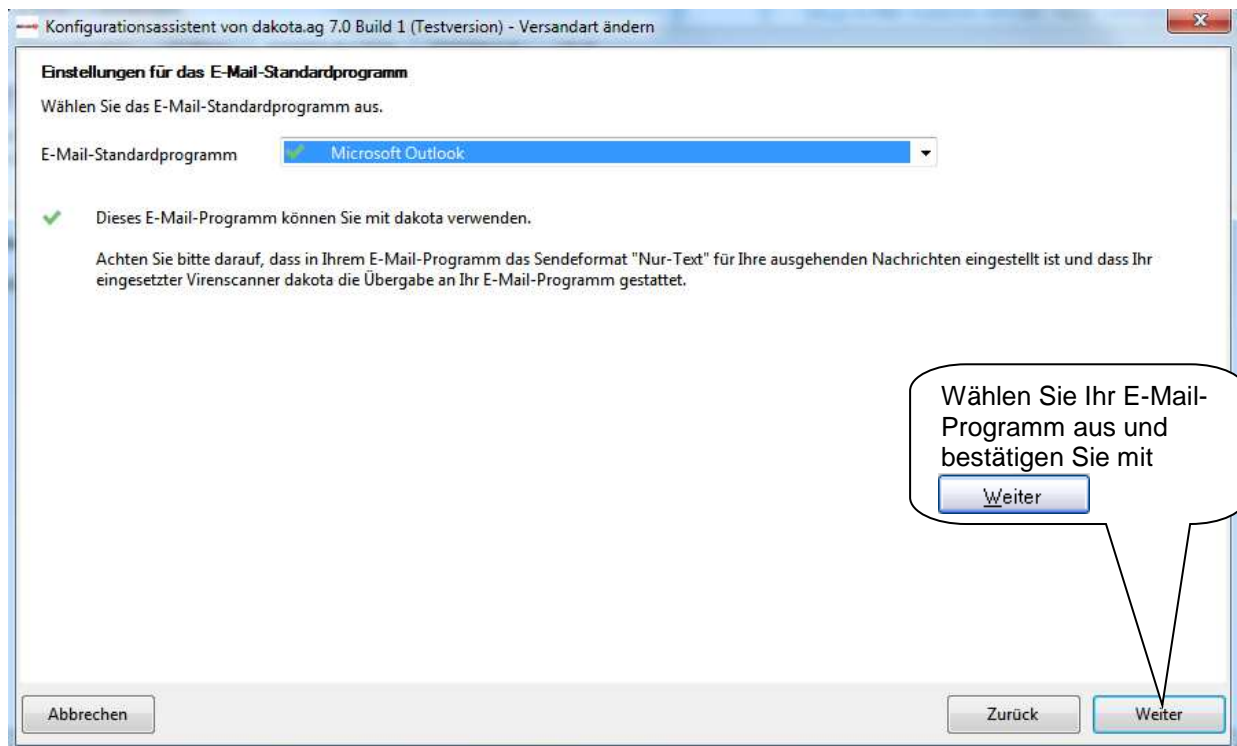 Konfigurationsassistent von dakota.ag 7.0 Build 1 (Testversion) - Versandart ändern
Einstellungen für das E-Mail-Standardprogramm
Wählen Sie das E-Mail-Standardprogramm aus.
E-Mail-Standardprogramm
Microsoft Outlook
Dieses E-Mail-Programm können Sie mit dakota verwenden.
Achten Sie bitte darauf, dass in Ihrem E-Mail-Programm das Sendeformat "Nur-Text" für Ihre ausgehenden Nachrichten eingestellt ist und dass Ihr
eingesetzter Virenscanner dakota die Übergabe an Ihr E-Mail-Programm gestattet.
Wählen Sie Ihr E-Mail-
Programm aus und
bestätigen Sie mit
Weiter
Abbrechen
Zurück
Weiter